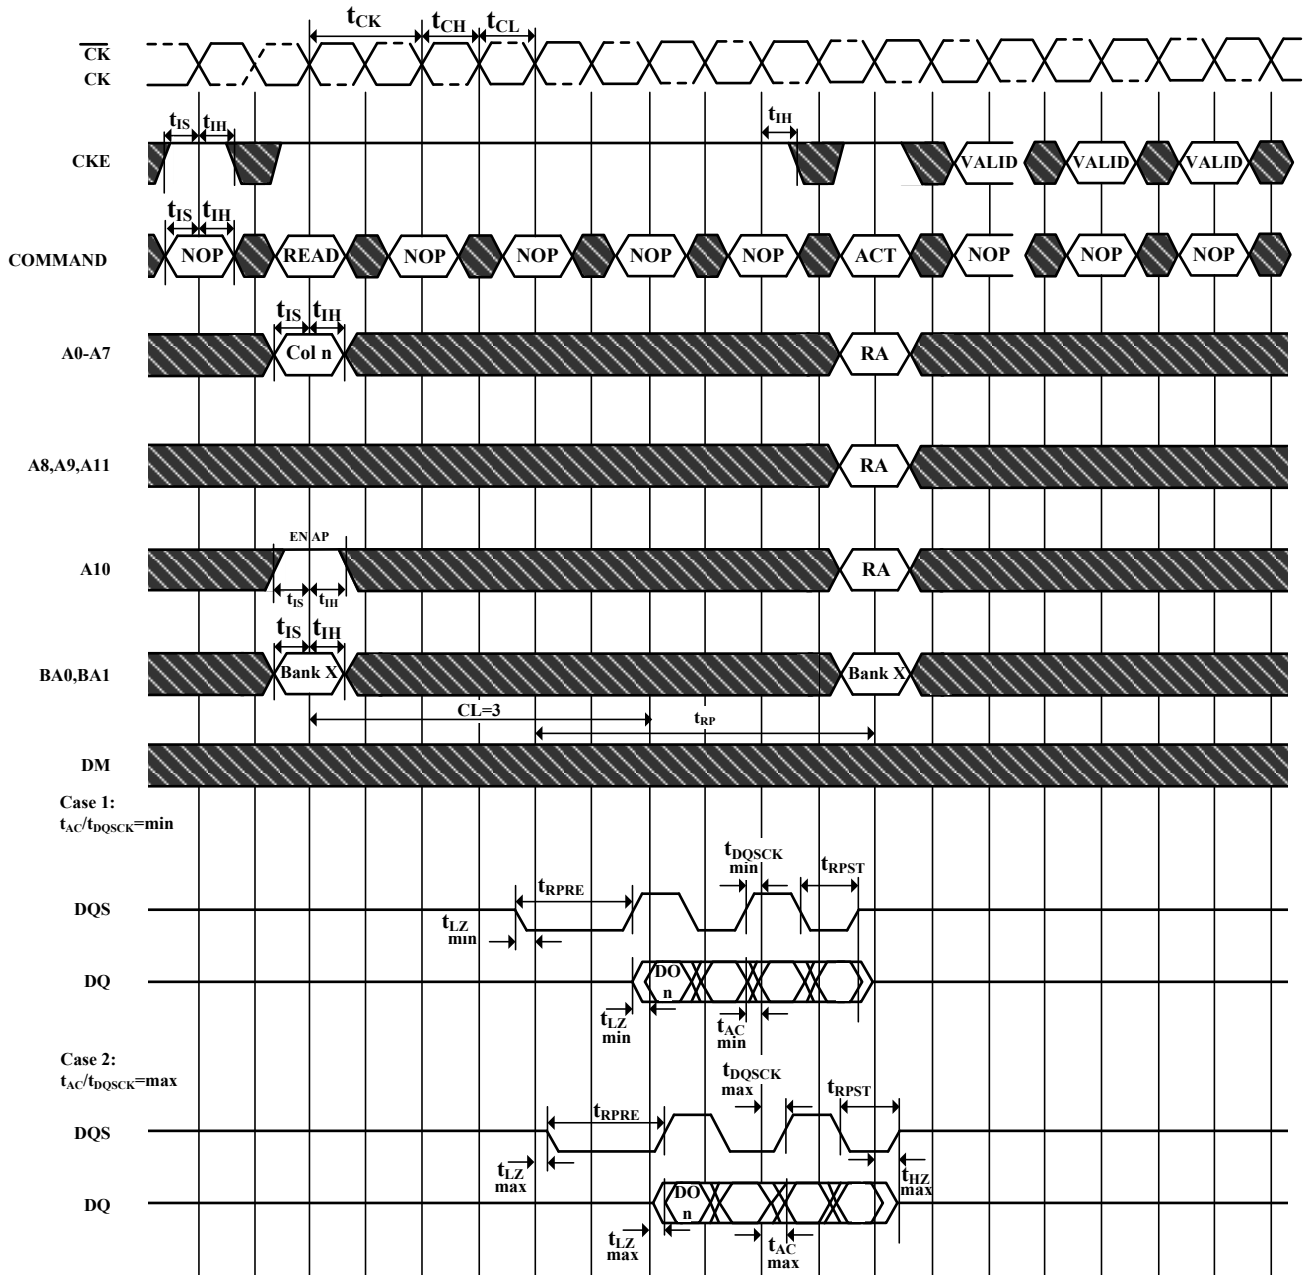 tCK tCH tCL
CK
CK
tIS tIH tIH
CKE VALID VALID VALID
tIS tIH
COMMAND NOP READ NOP NOP NOP NOP ACT NOP NOP NOP
tIS tIH
A0-A7 Col n RA
A8,A9,A11 RA
EN AP
A10 RA
tIS tIH
tIS tIH
BA0,BA1 Bank X Bank X
CL=3
tRP
DM
Case 1:
tAC/tDQSCK=min
tDQSCK
min
tRPST
tRPRE
DQS
tLZ
min
DQ DO
n
tLZ
min
tAC
min
Case 2:
tAC/tDQSCK=max
tDQSCK
max
tRPST
tRPRE
DQS
tLZ
max
tHZ
max
DQ DO
n
tLZ
max
tAC
max